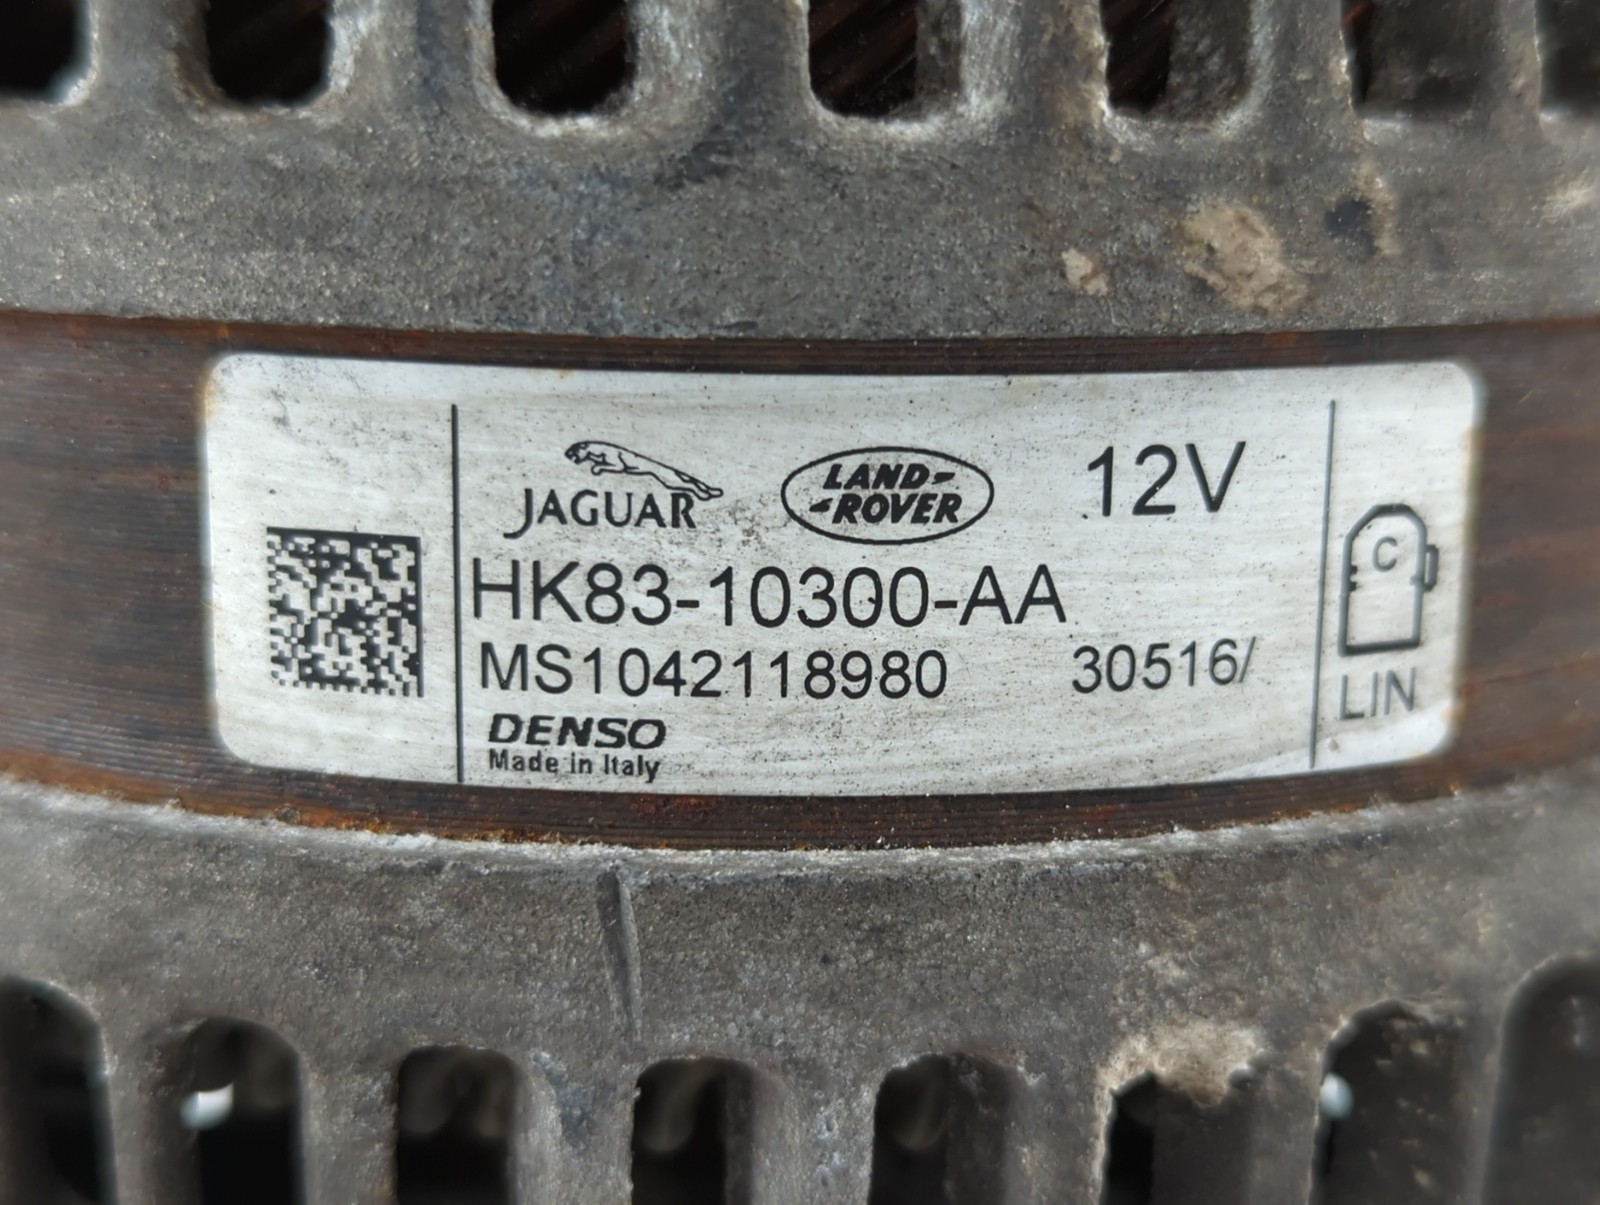 JAGUAR LAND-ROVER 12V
HK83-10300-AA
MS1042118980 30516/
DENSO
Made in Italy
C
LIN